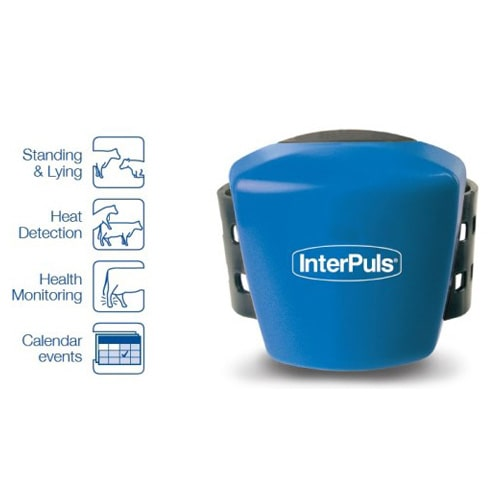 Standing
& Lying
Heat
Detection
Health
Monitoring
Calendar
events
InterPuls®